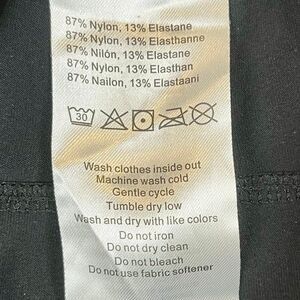 87% Nylon, 13% Elastane
87% Nylon, 13% Elasthanne
87% Nilón, 13% Elastane
87% Nylon, 13% Elasthan
87% Nailon, 13% Elastaani
30
Wash clothes inside out
Machine wash cold
Gentle cycle
Tumble dry low
Wash and dry with like colors
Do not iron
Do not dry clean
Do not bleach
Do not use fabric softener